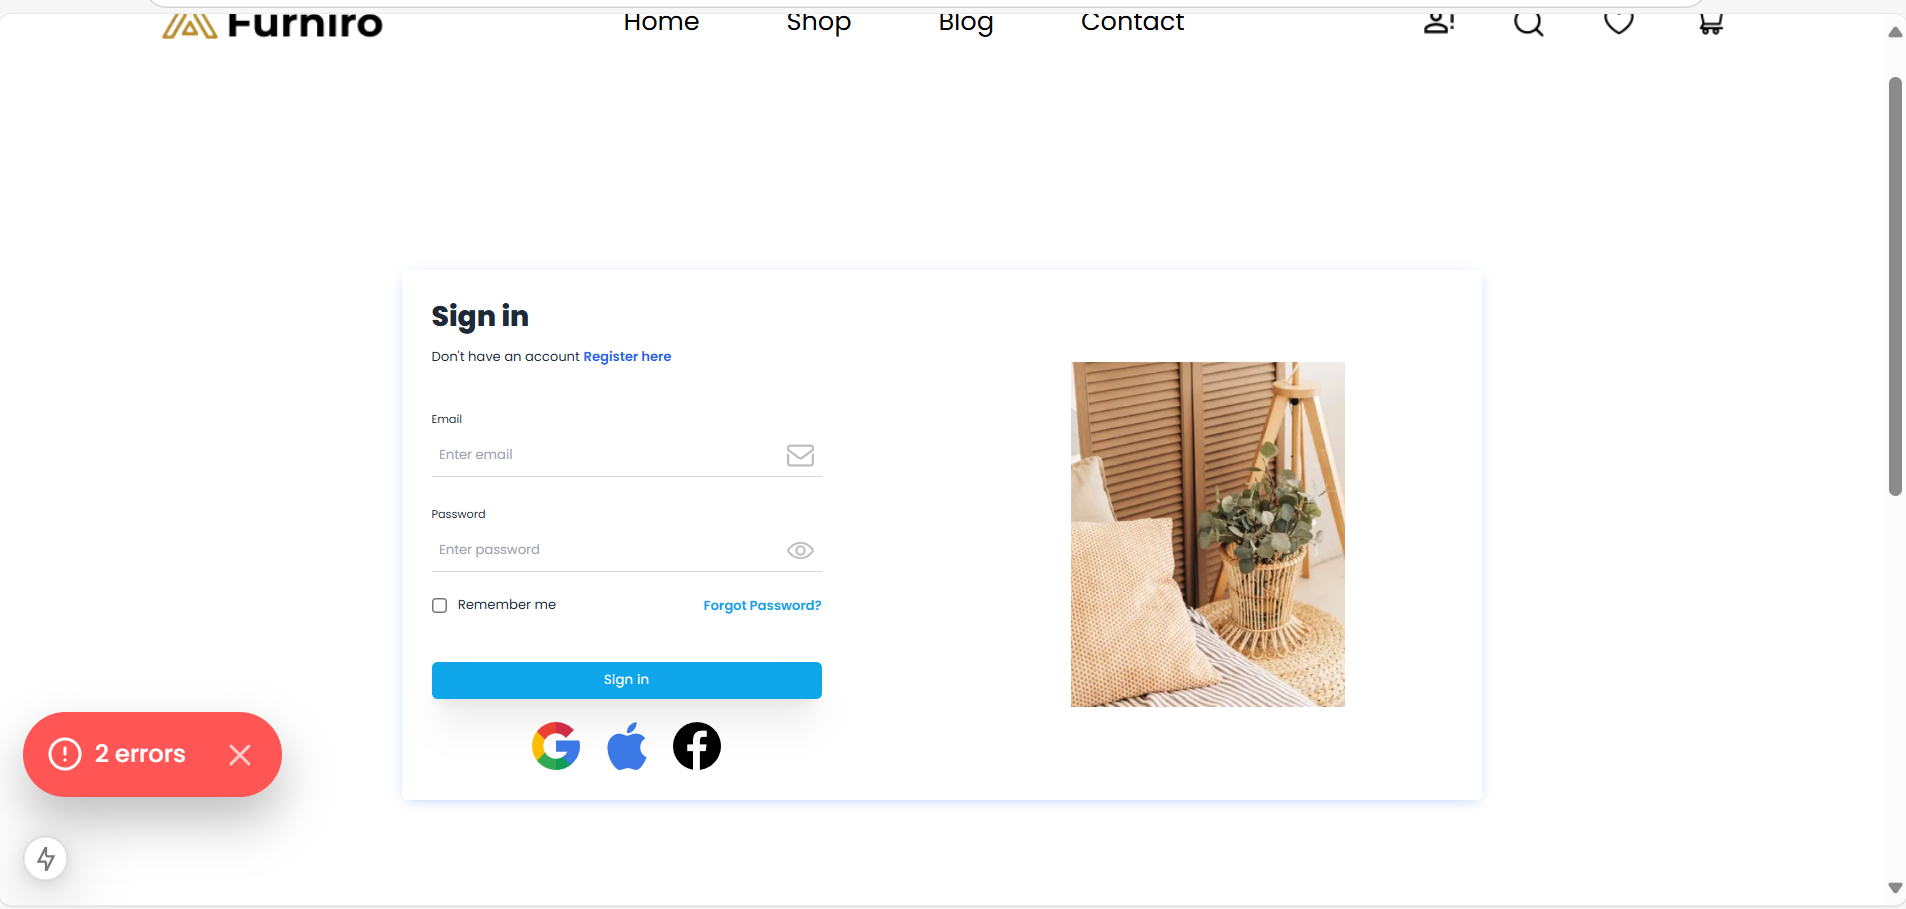 Furniro Home Shop Blog Contact
Sign in
Don't have an account Register here
Email
Enter email
Password
Enter password
Remember me Forgot Password?
Sign in
2 errors